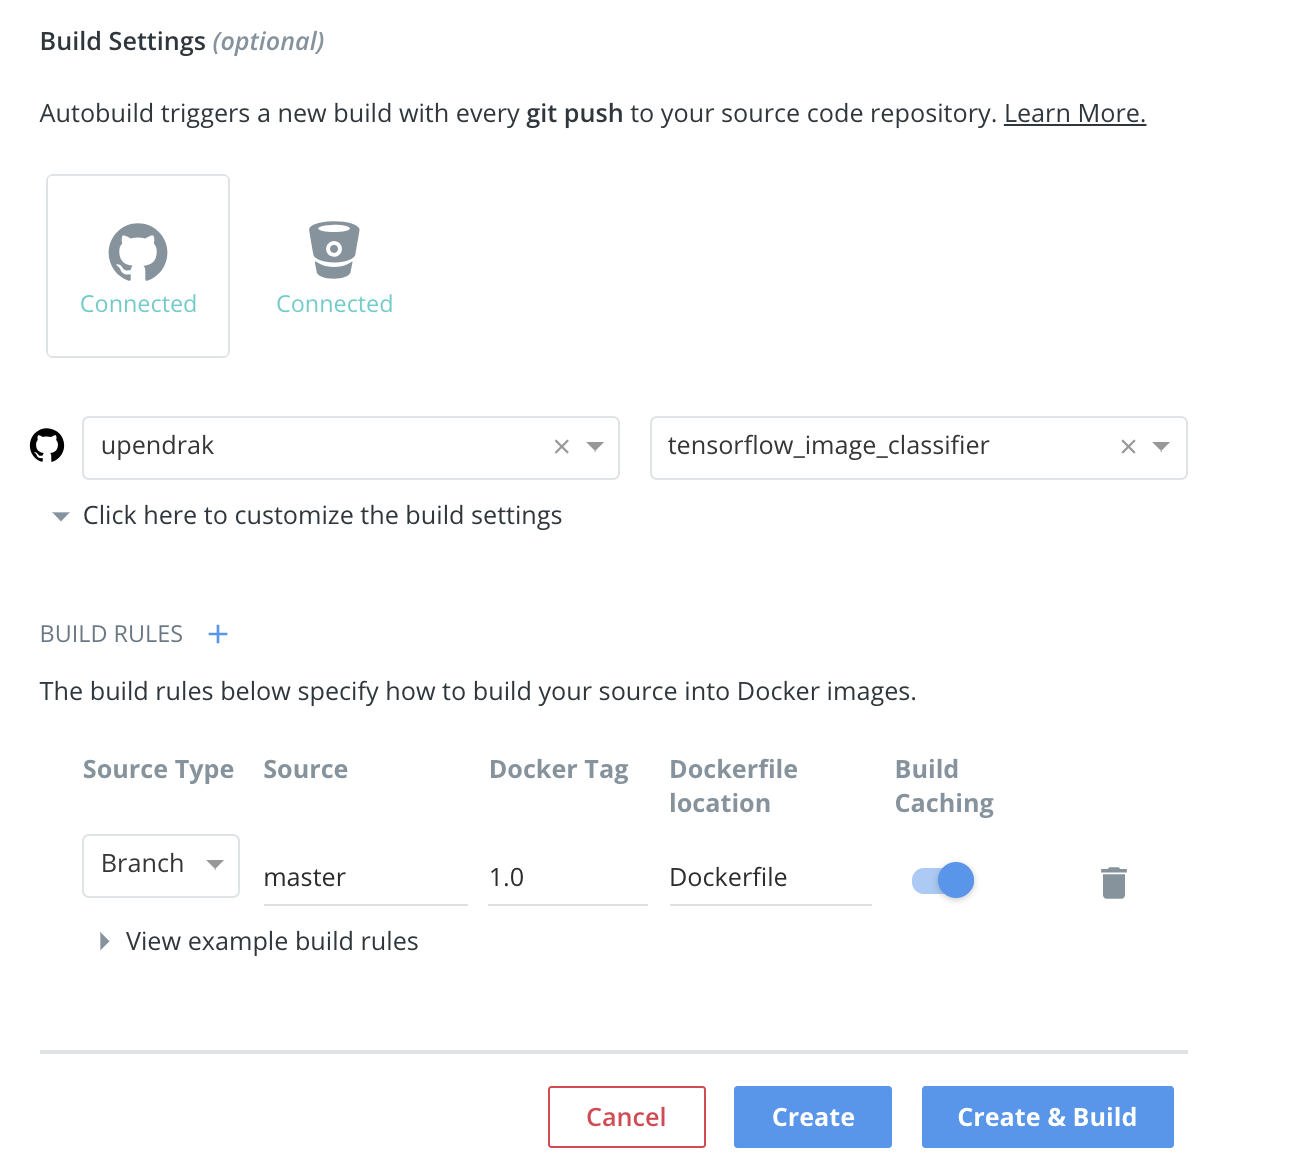 Build Settings (optional)
Autobuild triggers a new build with every git push to your source code repository. Learn More.
Connected Connected
upendrak tensorflow_image_classifier
Click here to customize the build settings
BUILD RULES +
The build rules below specify how to build your source into Docker images.
Source Type Source Docker Tag Dockerfile location Build Caching
Branch master 1.0 Dockerfile
View example build rules
Cancel Create Create & Build